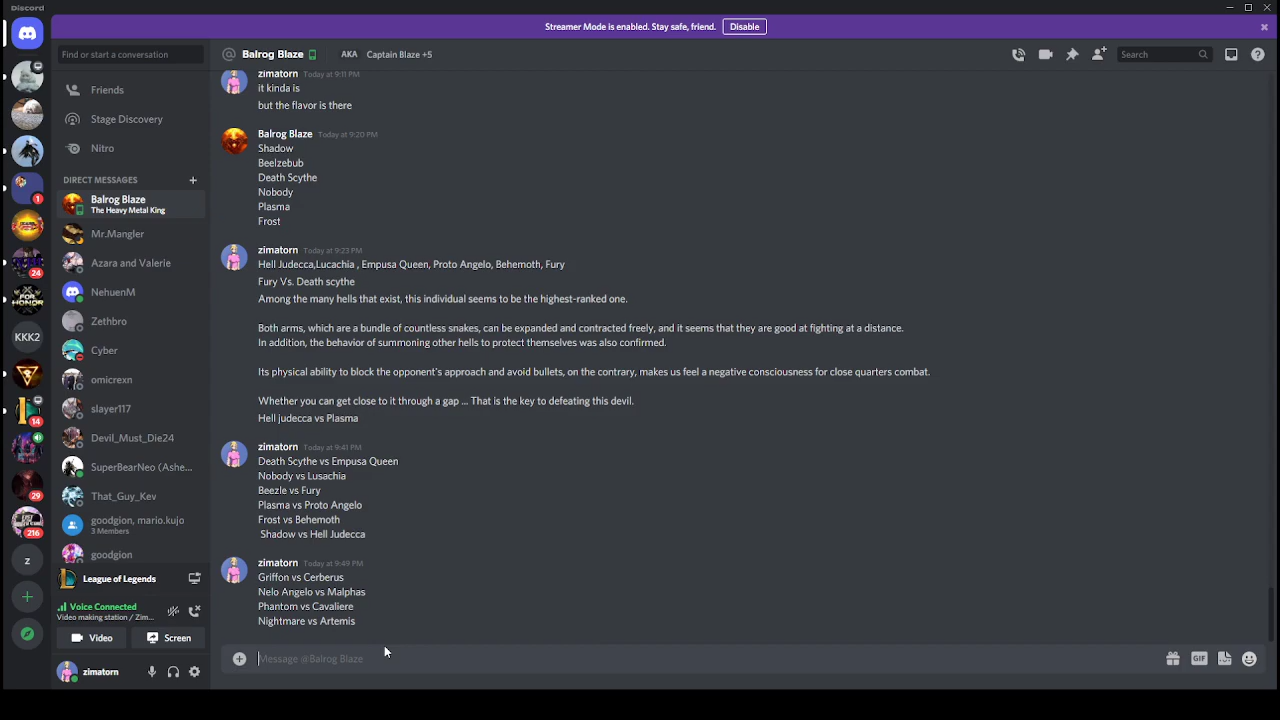 Discord
Streamer Mode is enabled. Stay safe, friend.
Disable
Find or start a conversation
Balrog Blaze
AKA
Captain Blaze +5
Search
Friends
Stage Discovery
Nitro
DIRECT MESSAGES
Balrog Blaze
The Heavy Metal King
Mr.Mangler
Azara and Valerie
NehuenM
Zethbro
Cyber
omicrexn
slayer117
Devil_Must_Die24
SuperBearNeo (Ashe...
That_Guy_Kev
goodgion, mario.kujo
3 Members
goodgion
League of Legends
Voice Connected
Video making station / Zim...
Video
Screen
zimatorn
1
24
FOR HONOR
KKK2
14
29
216
z
zimatorn Today at 9:11 PM
it kinda is
but the flavor is there
Balrog Blaze Today at 9:20 PM
Shadow
Beelzebub
Death Scythe
Nobody
Plasma
Frost
zimatorn Today at 9:23 PM
Hell Judecca,Lucachia , Empusa Queen, Proto Angelo, Behemoth, Fury
Fury Vs. Death scythe
Among the many hells that exist, this individual seems to be the highest-ranked one.
Both arms, which are a bundle of countless snakes, can be expanded and contracted freely, and it seems that they are good at fighting at a distance.
In addition, the behavior of summoning other hells to protect themselves was also confirmed.
Its physical ability to block the opponent's approach and avoid bullets, on the contrary, makes us feel a negative consciousness for close quarters combat.
Whether you can get close to it through a gap ... That is the key to defeating this devil.
Hell judecca vs Plasma
zimatorn Today at 9:41 PM
Death Scythe vs Empusa Queen
Nobody vs Lusachia
Beezle vs Fury
Plasma vs Proto Angelo
Frost vs Behemoth
Shadow vs Hell Judecca
zimatorn Today at 9:49 PM
Griffon vs Cerberus
Nelo Angelo vs Malphas
Phantom vs Cavaliere
Nightmare vs Artemis
Message @Balrog Blaze
GIF